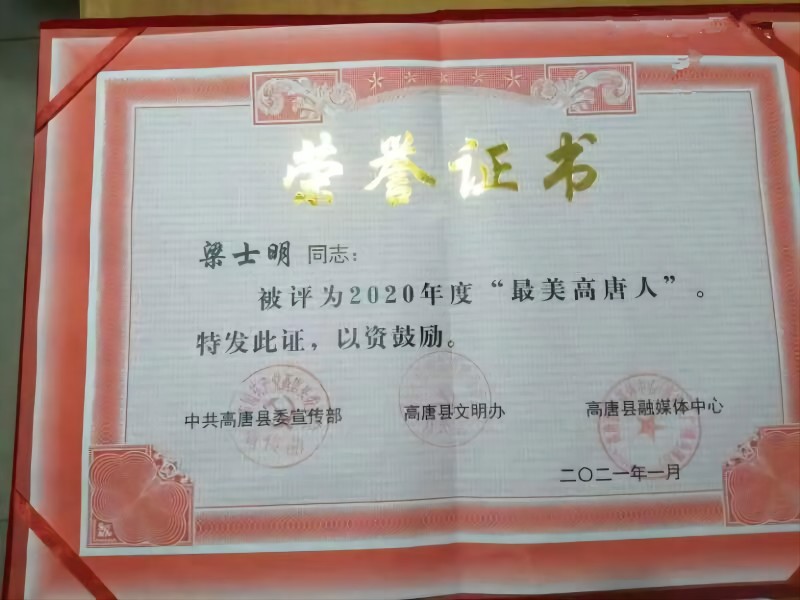 荣誉证书
梁士明 同志：
被评为2020年度“最美高唐人”。
特发此证，以资鼓励。
中共高唐县委宣传部 高唐县文明办 高唐县融媒体中心
二〇二一年一月